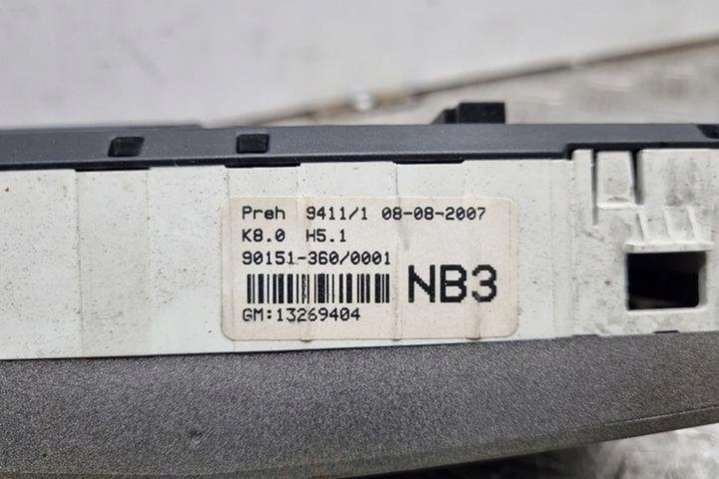 Preh 9411/1 08-08-2007
K8.0 H5.1
90151-360/0001
NB3
GM:13269404